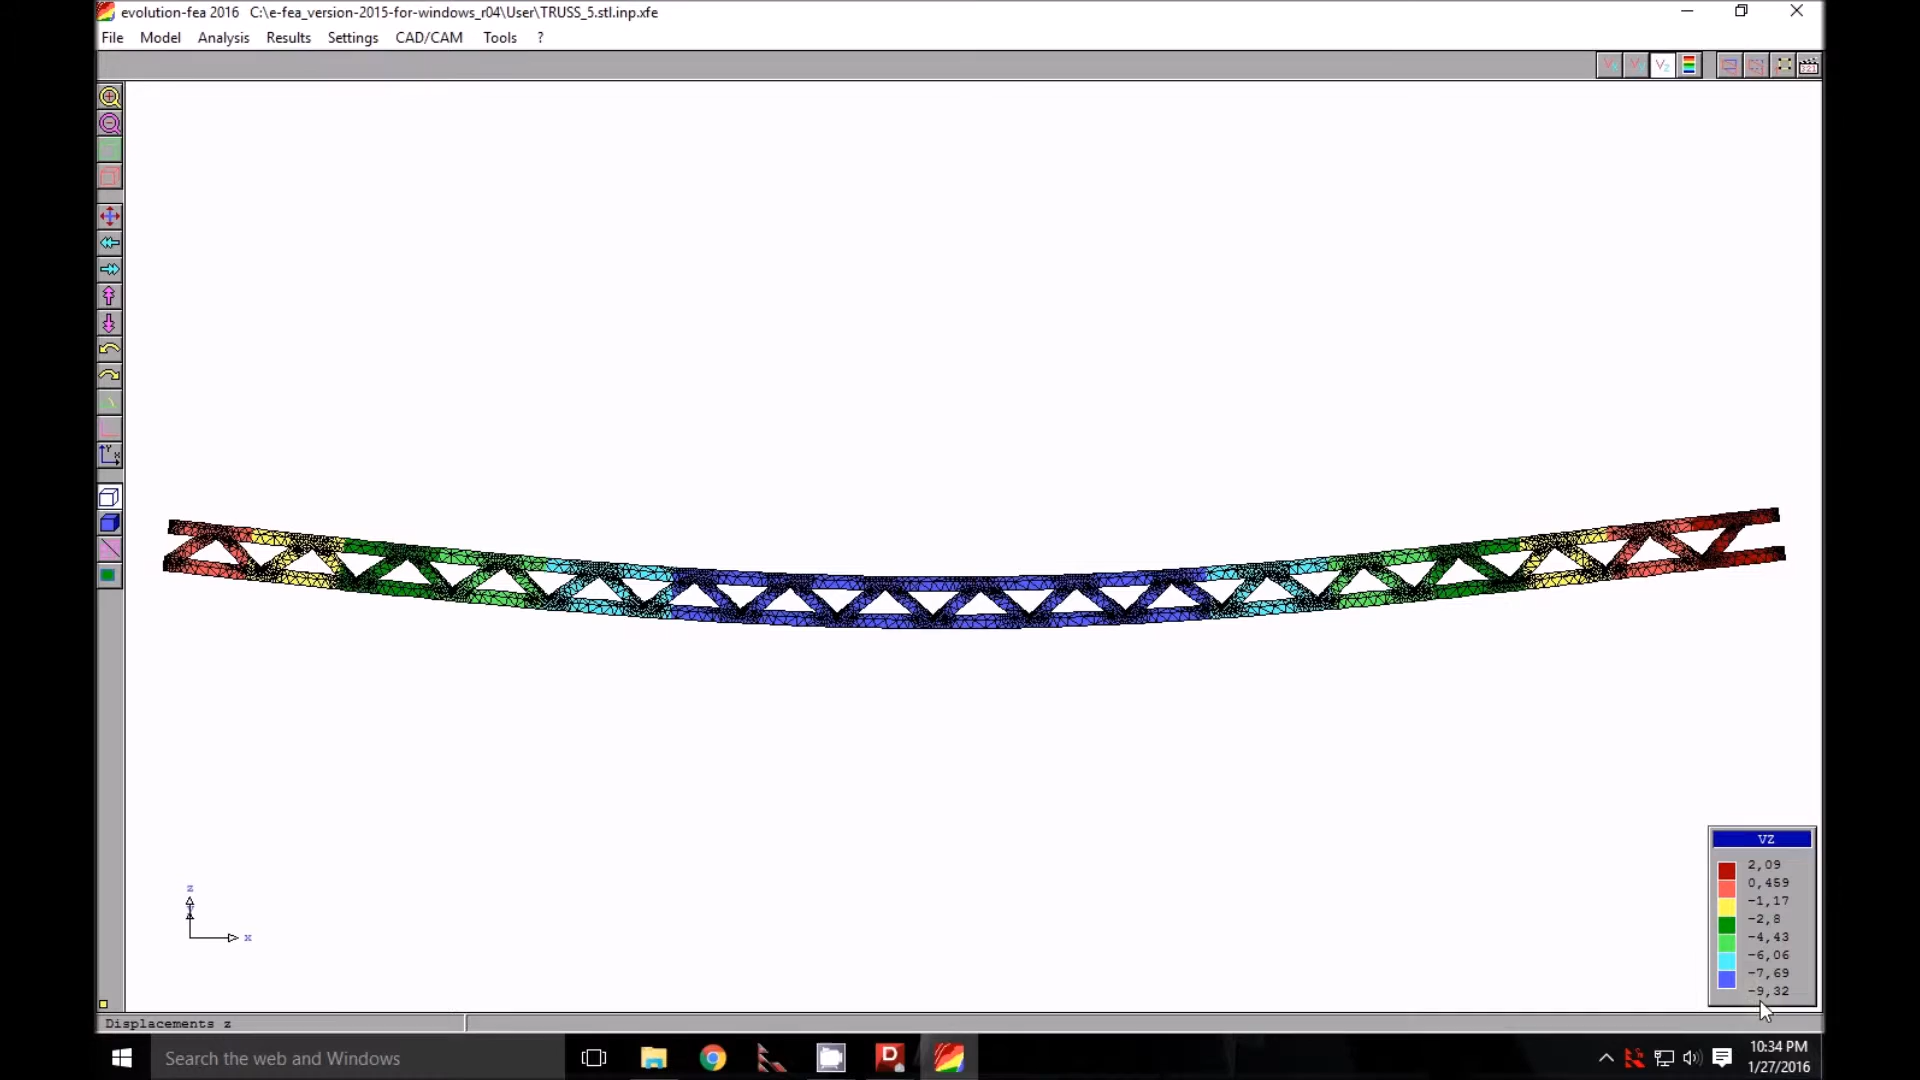 evolution-fea 2016 C:\e-fea_version-2015-for-windows_r04\User\TRUSS_5.stl.inp.xfe
File Model Analysis Results Settings CAD/CAM Tools ?
z
x
VZ
2,09
0,459
-1,17
-2,8
-4,43
-6,06
-7,69
-9,32
Displacements z
Search the web and Windows
10:34 PM
1/27/2016